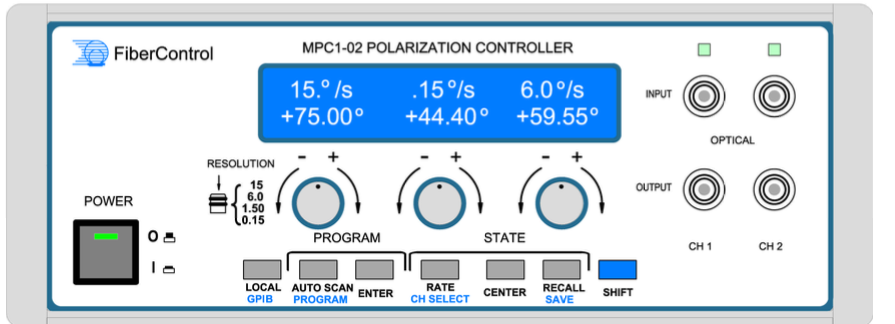 FiberControl
MPC1-02 POLARIZATION CONTROLLER
15.°/s .15°/s 6.0°/s
+75.00° +44.40° +59.55°
INPUT
OPTICAL
RESOLUTION
- + - + - +
15
6.0
1.50
0.15
OUTPUT
POWER
O
I
PROGRAM STATE
CH 1 CH 2
LOCAL AUTO SCAN ENTER RATE CENTER RECALL SHIFT
GPIB PROGRAM CH SELECT SAVE